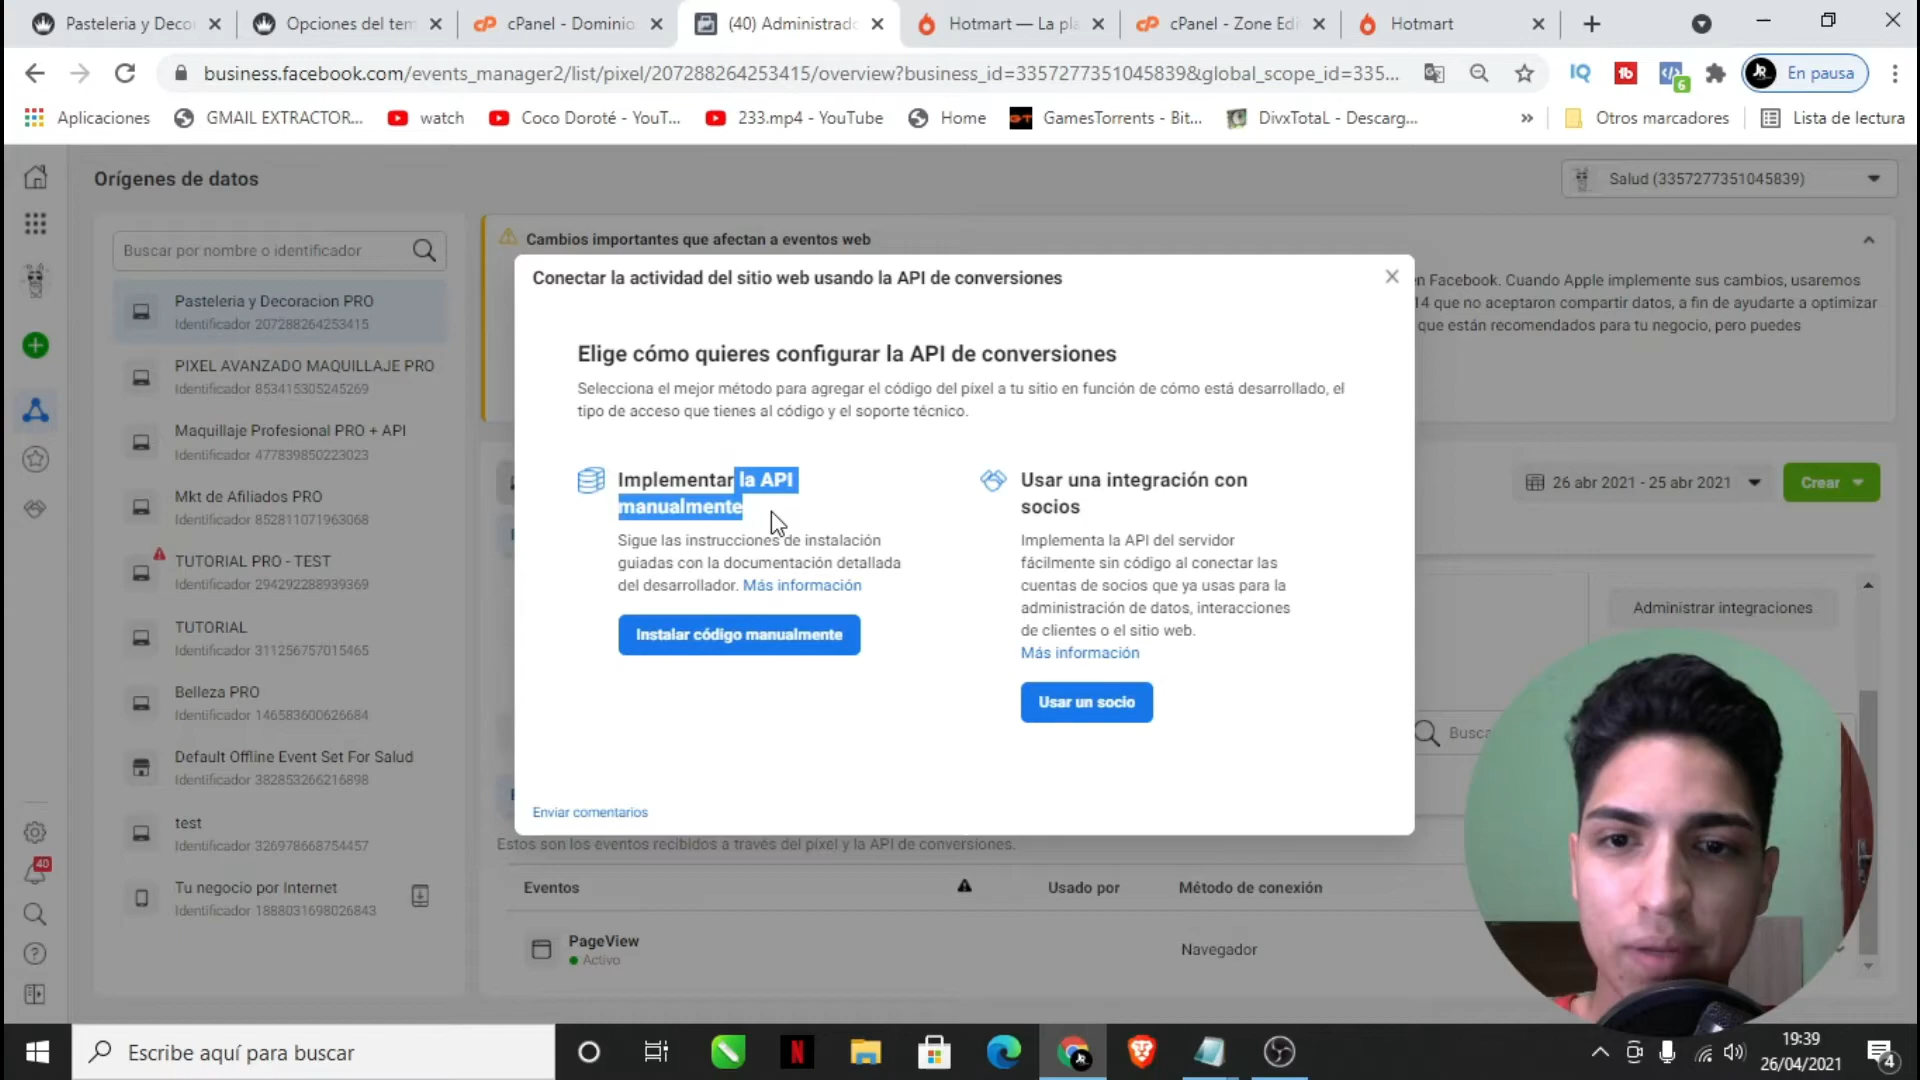 Pasteleria y Decor
Opciones del tem
cPanel - Dominio
(40) Administrado
Hotmart — La pla
cPanel - Zone Edi
Hotmart
business.facebook.com/events_manager2/list/pixel/207288264253415/overview?business_id=3357277351045839&global_scope_id=335...
En pausa
Aplicaciones
GMAIL EXTRACTOR...
watch
Coco Doroté - YouT...
233.mp4 - YouTube
Home
GamesTorrents - Bit...
DivxTotaL - Descarg...
»
Otros marcadores
Lista de lectura
Orígenes de datos
Salud (3357277351045839)
Buscar por nombre o identificador
Pasteleria y Decoracion PRO
Identificador 207288264253415
PIXEL AVANZADO MAQUILLAJE PRO
Identificador 853415305245269
Maquillaje Profesional PRO + API
Identificador 477839850223023
Mkt de Afiliados PRO
Identificador 852811071963068
TUTORIAL PRO - TEST
Identificador 294292288939369
TUTORIAL
Identificador 311256757015465
Belleza PRO
Identificador 146583600626684
Default Offline Event Set For Salud
Identificador 382853266216898
test
Identificador 326978668754457
Tu negocio por Internet
Identificador 1888031698026843
40
Cambios importantes que afectan a eventos web
n Facebook. Cuando Apple implemente sus cambios, usaremos
14 que no aceptaron compartir datos, a fin de ayudarte a optimizar
que están recomendados para tu negocio, pero puedes
Conectar la actividad del sitio web usando la API de conversiones
Elige cómo quieres configurar la API de conversiones
Selecciona el mejor método para agregar el código del píxel a tu sitio en función de cómo está desarrollado, el
tipo de acceso que tienes al código y el soporte técnico.
Implementar la API
manualmente
Sigue las instrucciones de instalación
guiadas con la documentación detallada
del desarrollador. Más información
Instalar código manualmente
Usar una integración con
socios
Implementa la API del servidor
fácilmente sin código al conectar las
cuentas de socios que ya usas para la
administración de datos, interacciones
de clientes o el sitio web.
Más información
Usar un socio
Enviar comentarios
26 abr 2021 - 25 abr 2021
Crear
Administrar integraciones
Busca
Estos son los eventos recibidos a través del píxel y la API de conversiones.
Eventos
Usado por
Método de conexión
PageView
Activo
Navegador
Escribe aquí para buscar
19:39
26/04/2021
4